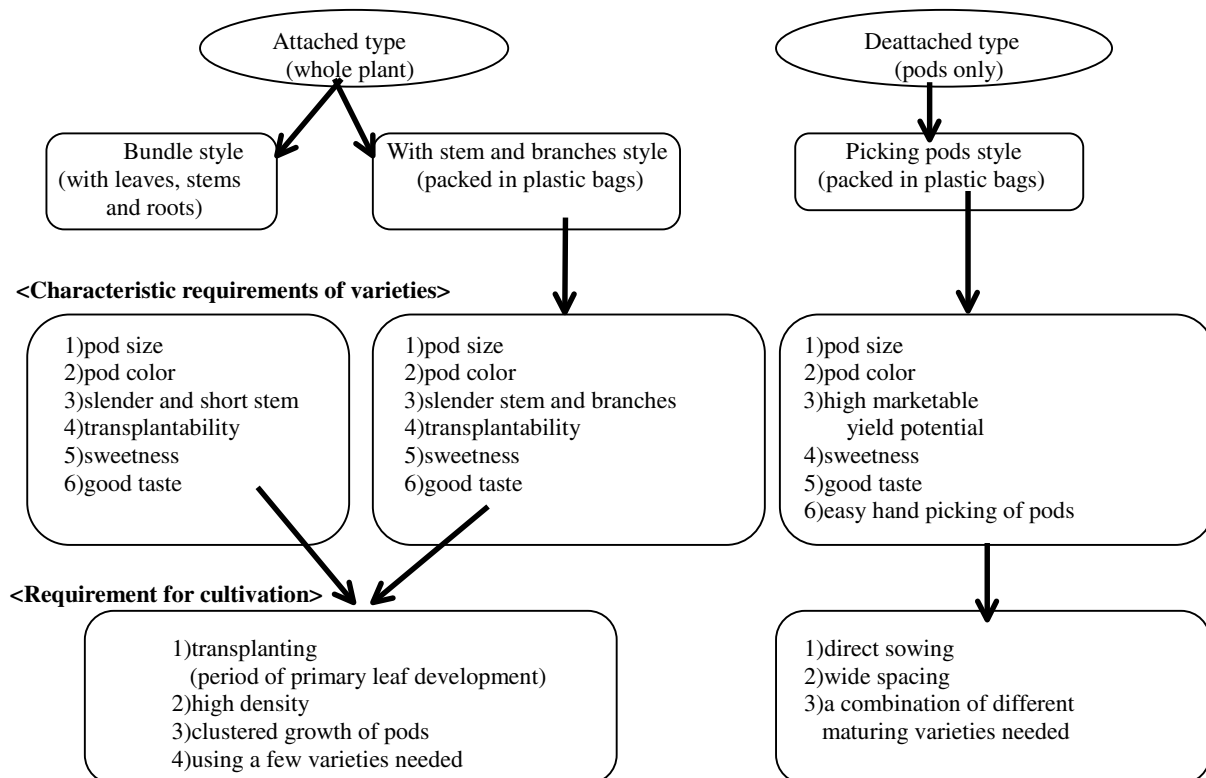 Attached type
(whole plant)
Deattached type
(pods only)
Bundle style
(with leaves, stems
and roots)
With stem and branches style
(packed in plastic bags)
Picking pods style
(packed in plastic bags)
<Characteristic requirements of varieties>
1)pod size
2)pod color
3)slender and short stem
4)transplantability
5)sweetness
6)good taste
1)pod size
2)pod color
3)slender stem and branches
4)transplantability
5)sweetness
6)good taste
1)pod size
2)pod color
3)high marketable
yield potential
4)sweetness
5)good taste
6)easy hand picking of pods
<Requirement for cultivation>
1)transplanting
(period of primary leaf development)
2)high density
3)clustered growth of pods
4)using a few varieties needed
1)direct sowing
2)wide spacing
3)a combination of different
maturing varieties needed